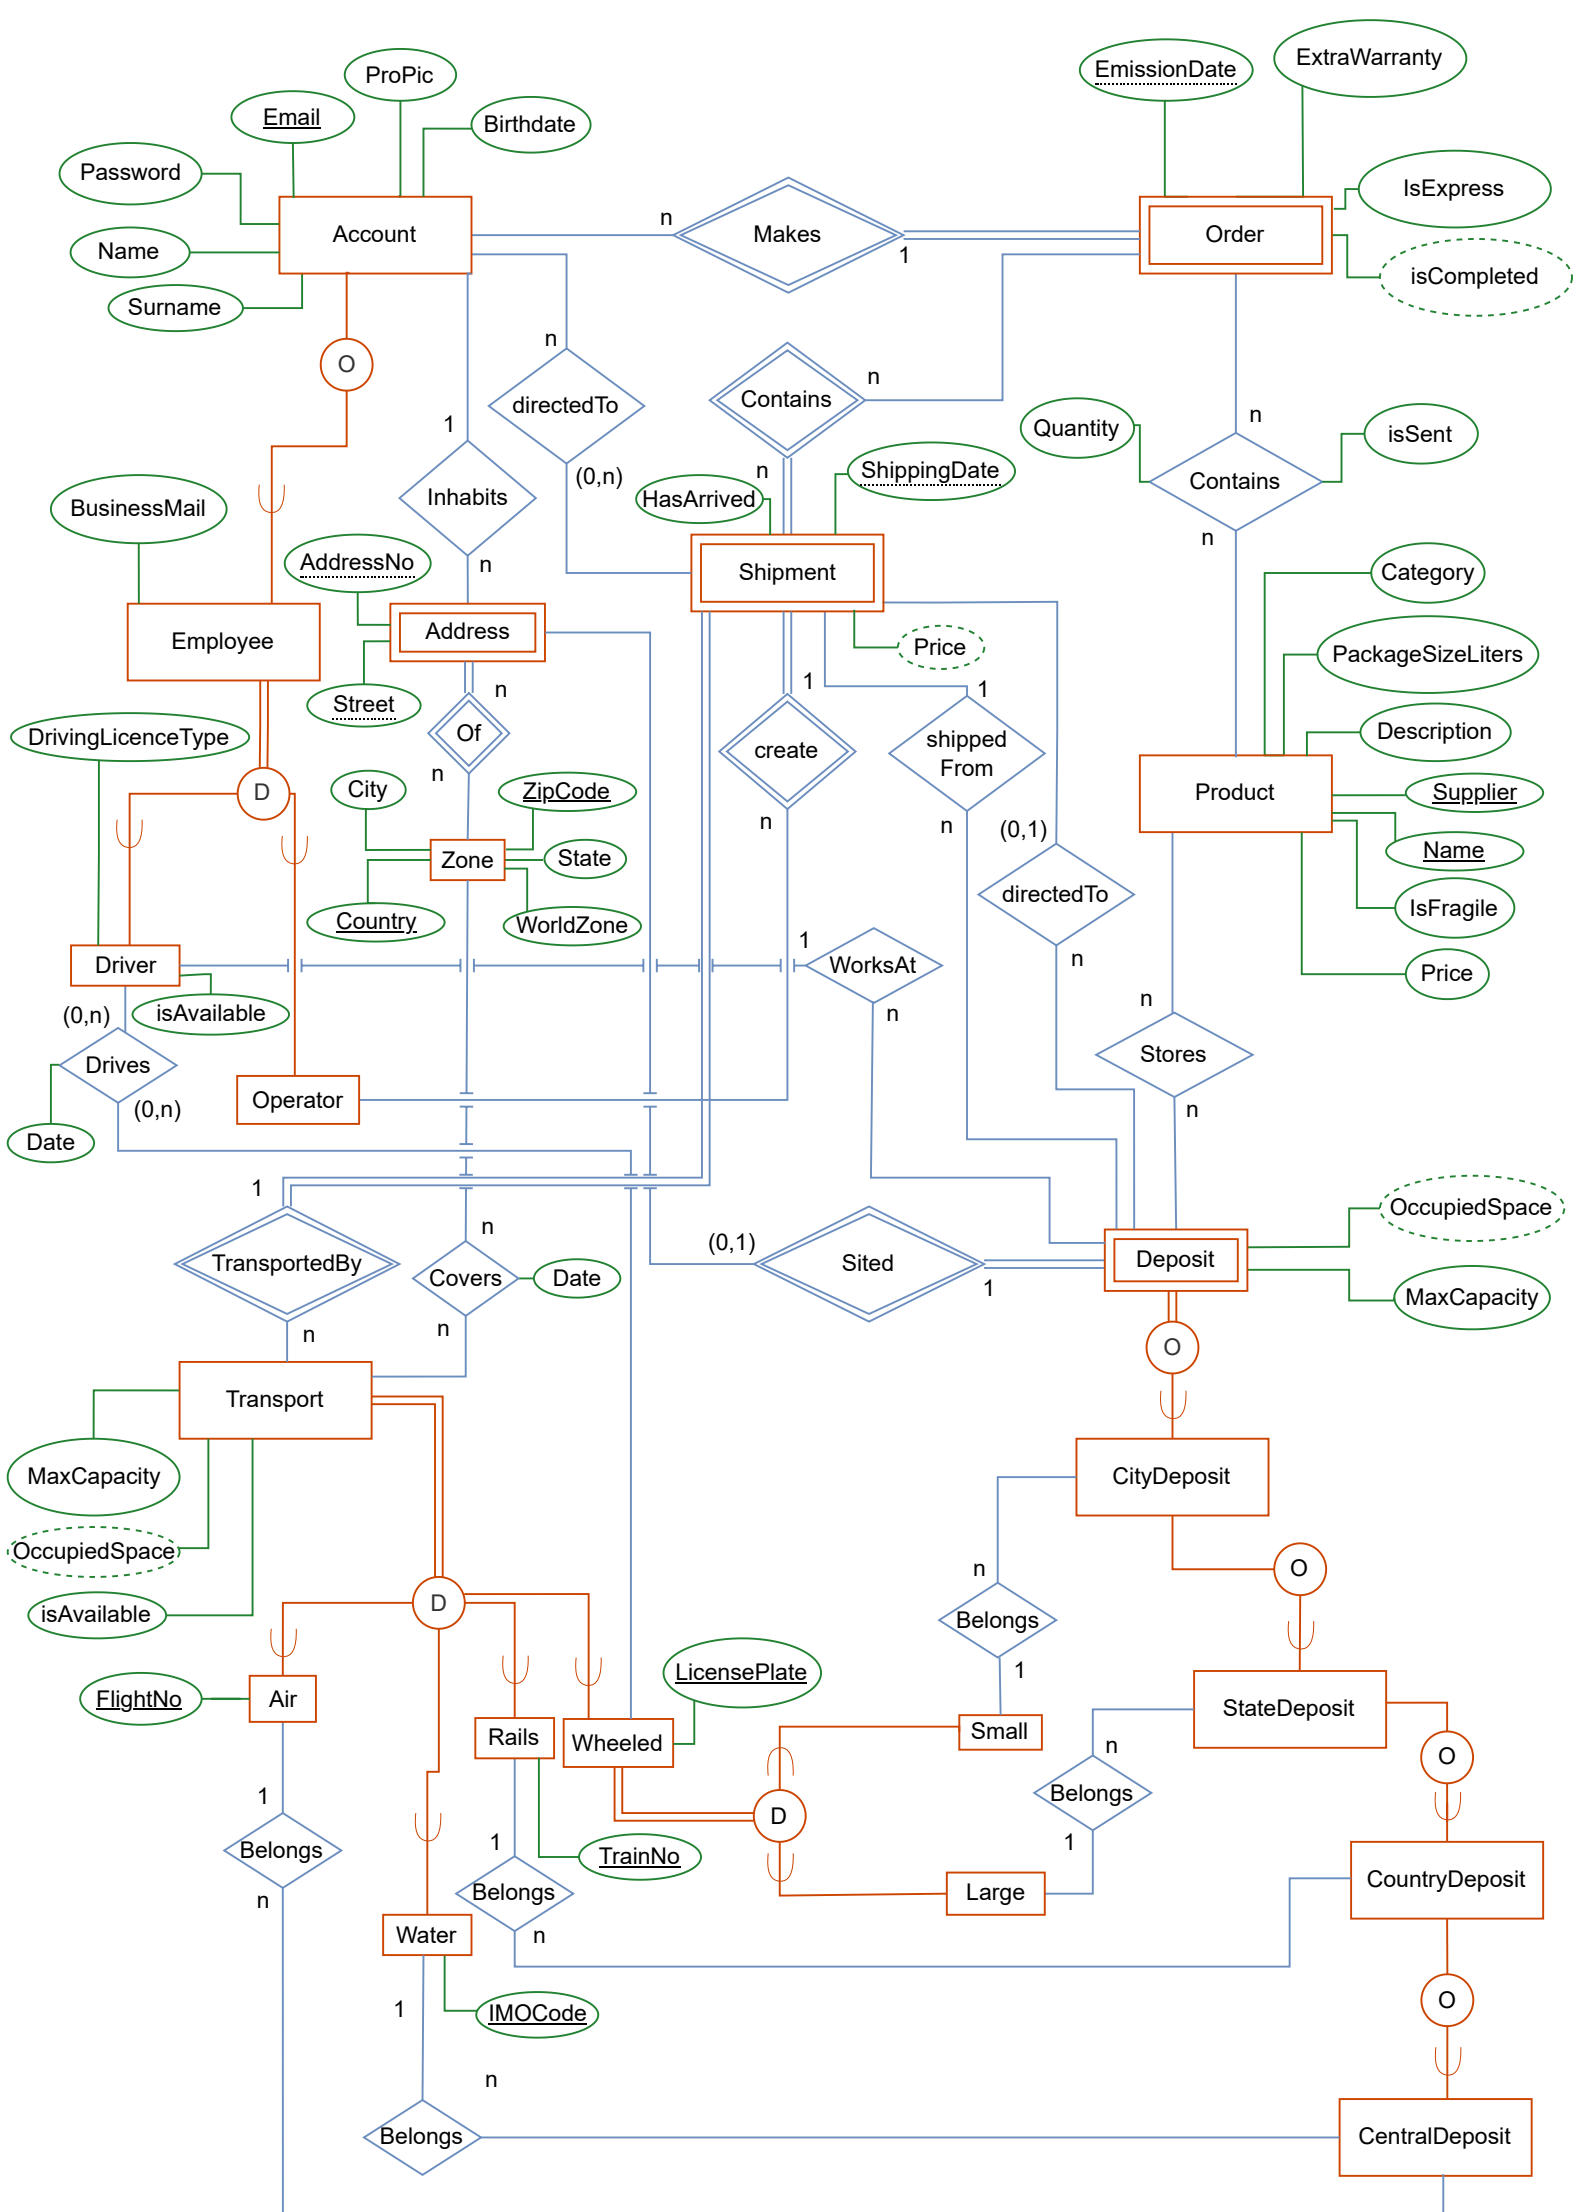 ProPic
EmissionDate
ExtraWarranty
Email
Birthdate
Password
IsExpress
Account
n
Makes
1
Order
Name
isCompleted
Surname
O
n
directedTo
Contains
n
1
n
Quantity
isSent
(0,n)
n
ShippingDate
Contains
Inhabits
HasArrived
n
BusinessMail
AddressNo
n
Shipment
Category
Employee
Address
Price
PackageSizeLiters
n
1
1
Street
DrivingLicenceType
Of
create
shipped
From
Description
n
City
ZipCode
D
n
n
(0,1)
Product
Supplier
Zone
State
Name
Country
WorldZone
directedTo
IsFragile
Driver
1
WorksAt
n
Price
(0,n)
isAvailable
n
n
Drives
Stores
Operator
(0,n)
n
Date
1
OccupiedSpace
n
(0,1)
TransportedBy
Covers
Date
Sited
1
Deposit
MaxCapacity
n
n
O
Transport
MaxCapacity
CityDeposit
OccupiedSpace
n
O
isAvailable
D
Belongs
FlightNo
Air
LicensePlate
1
StateDeposit
Rails
Wheeled
Small
n
O
1
D
Belongs
1
1
Belongs
TrainNo
n
Belongs
Large
CountryDeposit
Water
n
1
IMOCode
O
n
Belongs
CentralDeposit